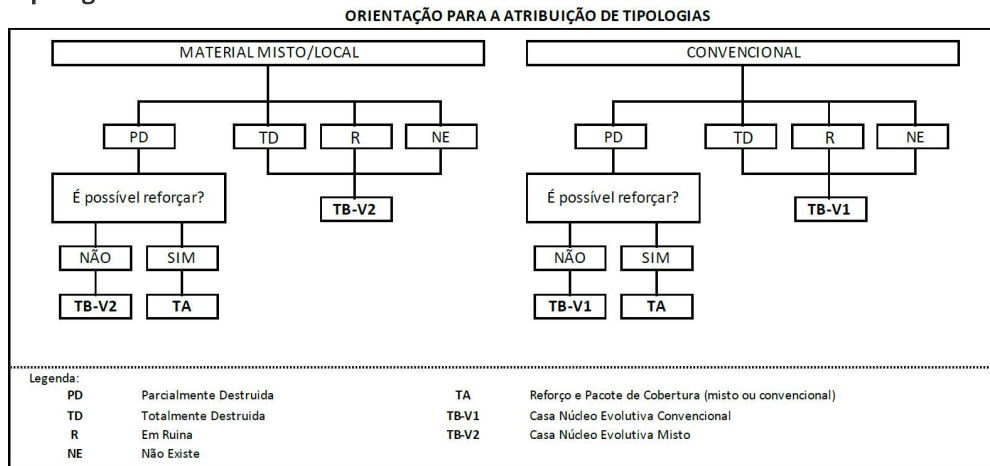 ORIENTAÇÃO PARA A ATRIBUIÇÃO DE TIPOLOGIAS
MATERIAL MISTO/LOCAL
PD TD R NE
É possível reforçar?
TB-V2
NÃO SIM
TB-V2 TA
CONVENCIONAL
PD TD R NE
É possível reforçar?
TB-V1
NÃO SIM
TB-V1 TA
Legenda:
PD Parcialmente Destruida
TD Totalmente Destruida
R Em Ruina
NE Não Existe
TA Reforço e Pacote de Cobertura (misto ou convencional)
TB-V1 Casa Núcleo Evolutiva Convencional
TB-V2 Casa Núcleo Evolutiva Misto